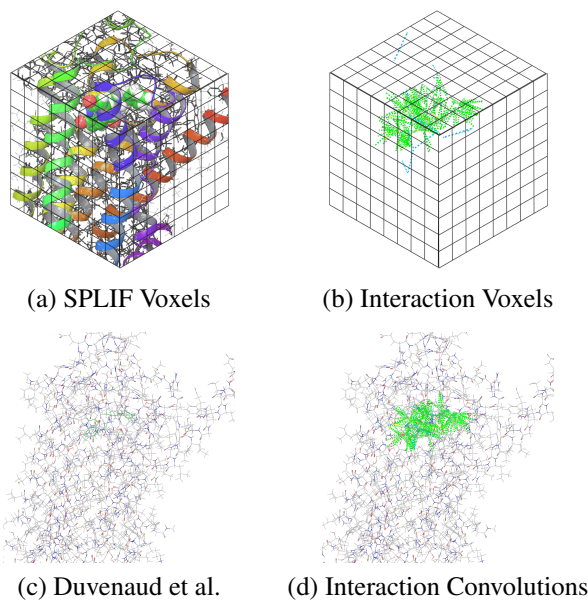 (a) SPLIF Voxels
(b) Interaction Voxels
(c) Duvenaud et al.
(d) Interaction Convolutions